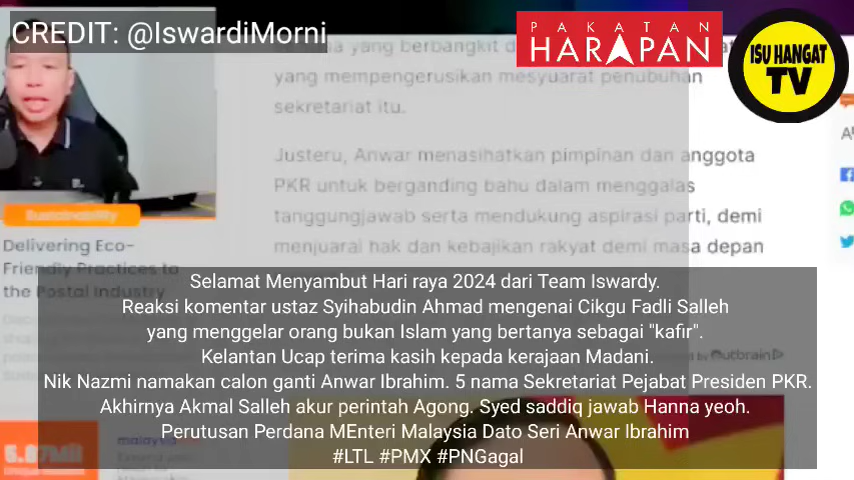 CREDIT: @IswardiMorni
PAKATAN
HARAPAN
ISU HANGAT
TV
yang berbangkit
yang mempengerusikan mesyuarat penubuhan
sekretariat itu.
Justeru, Anwar menasihatkan pimpinan dan anggota
PKR untuk berganding bahu dalam menggalas
tanggungjawab serta mendukung aspirasi parti, demi
menjuarai hak dan kebajikan rakyat demi masa depan
Sustainability
Delivering Eco-
Friendly Practices to
the Postal Industry
Selamat Menyambut Hari raya 2024 dari Team Iswardy.
Reaksi komentar ustaz Syihabudin Ahmad mengenai Cikgu Fadli Salleh
yang menggelar orang bukan Islam yang bertanya sebagai "kafir".
Kelantan Ucap terima kasih kepada kerajaan Madani.
Nik Nazmi namakan calon ganti Anwar Ibrahim. 5 nama Sekretariat Pejabat Presiden PKR.
Akhirnya Akmal Salleh akur perintah Agong. Syed saddiq jawab Hanna yeoh.
Perutusan Perdana MEnteri Malaysia Dato Seri Anwar Ibrahim
#LTL #PMX #PNGagal
by Outbrain
malaysia